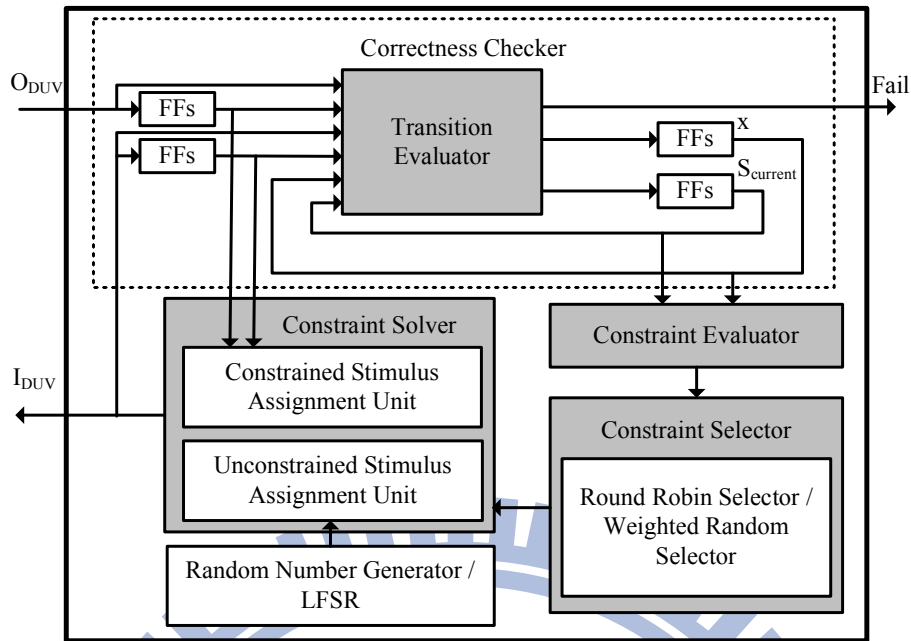 Correctness Checker
O_DUV
Fail
FFs
FFs
Transition
Evaluator
FFs
x
FFs
S_current
Constraint Solver
Constrained Stimulus
Assignment Unit
Unconstrained Stimulus
Assignment Unit
I_DUV
Constraint Evaluator
Constraint Selector
Round Robin Selector /
Weighted Random
Selector
Random Number Generator /
LFSR